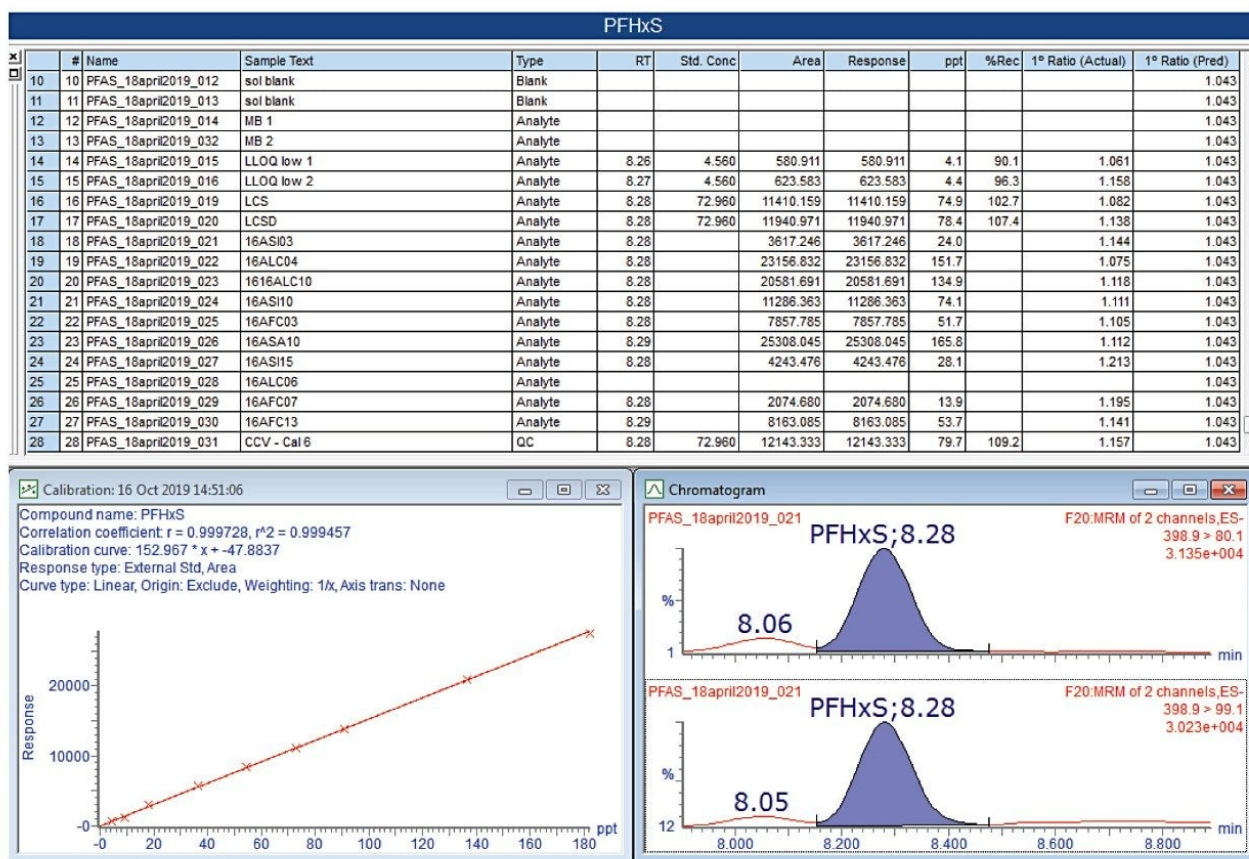 PFHxS
# Name Sample Text Type RT Std. Conc Area Response ppt %Rec 1º Ratio (Actual) 1º Ratio (Pred)
10 10 PFAS_18april2019_012 sol blank Blank 1.043
11 11 PFAS_18april2019_013 sol blank Blank 1.043
12 12 PFAS_18april2019_014 MB 1 Analyte 1.043
13 13 PFAS_18april2019_032 MB 2 Analyte 1.043
14 14 PFAS_18april2019_015 LLOQ low 1 Analyte 8.26 4.560 580.911 580.911 4.1 90.1 1.061 1.043
15 15 PFAS_18april2019_016 LLOQ low 2 Analyte 8.27 4.560 623.583 623.583 4.4 96.3 1.158 1.043
16 16 PFAS_18april2019_019 LCS Analyte 8.28 72.960 11410.159 11410.159 74.9 102.7 1.082 1.043
17 17 PFAS_18april2019_020 LCSD Analyte 8.28 72.960 11940.971 11940.971 78.4 107.4 1.138 1.043
18 18 PFAS_18april2019_021 16ASI03 Analyte 8.28 3617.246 3617.246 24.0 1.144 1.043
19 19 PFAS_18april2019_022 16ALC04 Analyte 8.28 23156.832 23156.832 151.7 1.075 1.043
20 20 PFAS_18april2019_023 1616ALC10 Analyte 8.28 20581.691 20581.691 134.9 1.118 1.043
21 21 PFAS_18april2019_024 16ASI10 Analyte 8.28 11286.363 11286.363 74.1 1.111 1.043
22 22 PFAS_18april2019_025 16AFC03 Analyte 8.28 7857.785 7857.785 51.7 1.105 1.043
23 23 PFAS_18april2019_026 16ASA10 Analyte 8.29 25308.045 25308.045 165.8 1.112 1.043
24 24 PFAS_18april2019_027 16ASI15 Analyte 8.28 4243.476 4243.476 28.1 1.213 1.043
25 25 PFAS_18april2019_028 16ALC06 Analyte 1.043
26 26 PFAS_18april2019_029 16AFC07 Analyte 8.28 2074.680 2074.680 13.9 1.195 1.043
27 27 PFAS_18april2019_030 16AFC13 Analyte 8.29 8163.085 8163.085 53.7 1.141 1.043
28 28 PFAS_18april2019_031 CCV - Cal 6 QC 8.28 72.960 12143.333 12143.333 79.7 109.2 1.157 1.043
Calibration: 16 Oct 2019 14:51:06
Compound name: PFHxS
Correlation coefficient: r = 0.999728, r^2 = 0.999457
Calibration curve: 152.967 * x + -47.8837
Response type: External Std, Area
Curve type: Linear, Origin: Exclude, Weighting: 1/x, Axis trans: None
Response
20000
10000
-0
-0 20 40 60 80 100 120 140 160 180 ppt
Chromatogram
PFAS_18april2019_021
F20:MRM of 2 channels,ES-
398.9 > 80.1
3.135e+004
PFHxS;8.28
8.06
%
1
min
PFAS_18april2019_021
F20:MRM of 2 channels,ES-
398.9 > 99.1
3.023e+004
PFHxS;8.28
8.05
%
12
min
8.000 8.200 8.400 8.600 8.800